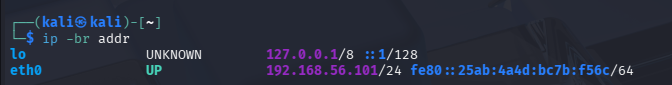 ┌──(kali㉿kali)-[~]
└─$ ip -br addr
lo               UNKNOWN        127.0.0.1/8 ::1/128
eth0             UP             192.168.56.101/24 fe80::25ab:4a4d:bc7b:f56c/64